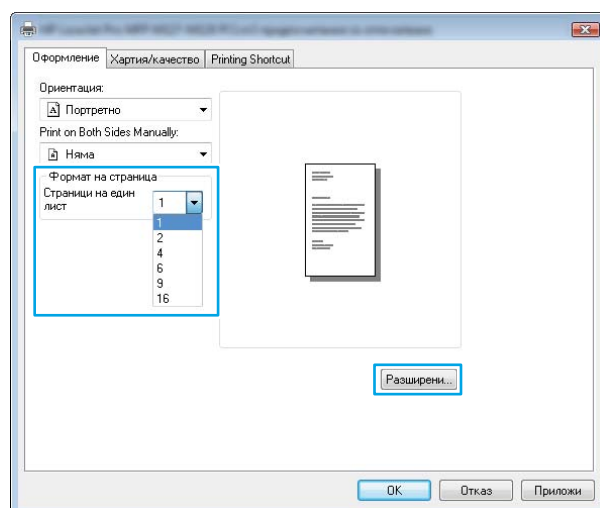 Оформление Хартия/качество Printing Shortcut
Ориентация:
Портретно
Print on Both Sides Manually:
Няма
Формат на страница
Страници на един
лист
1
1
2
4
6
9
16
Разширени...
OK Отказ Приложи